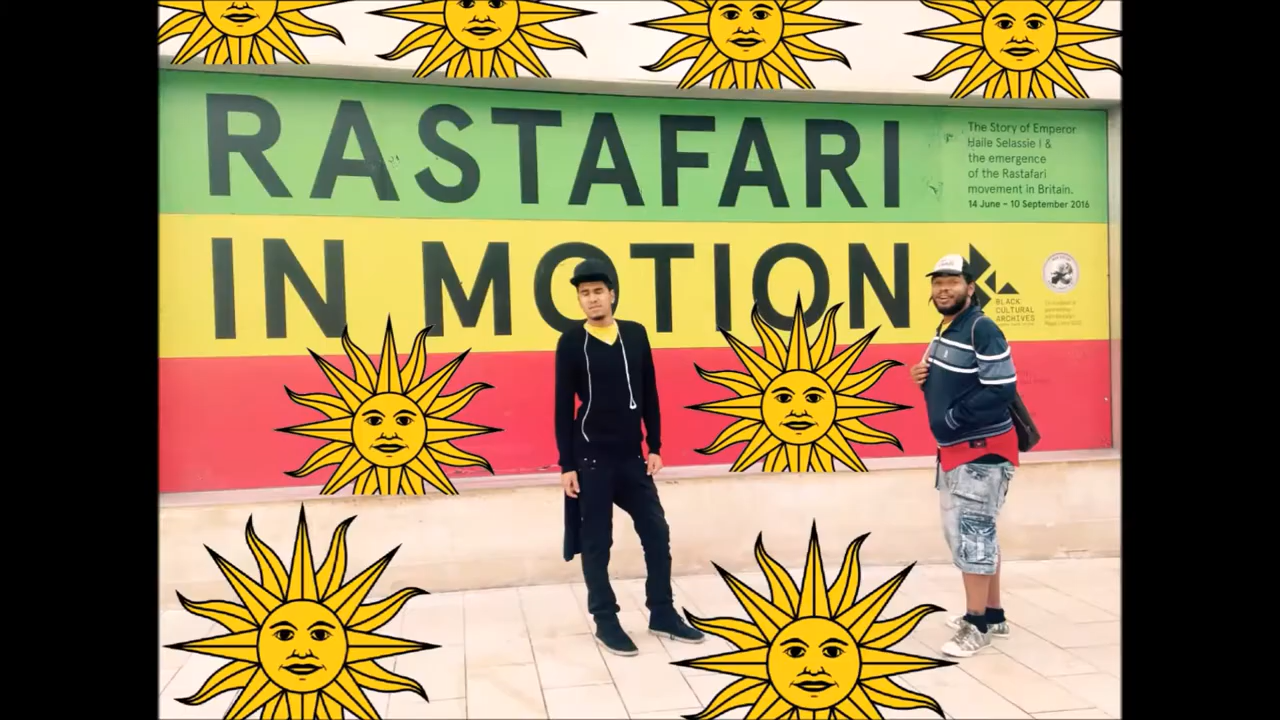 RASTAFARI
IN MOTION
The Story of Emperor
Haile Selassie I &
the emergence
of the Rastafari
movement in Britain.
14 June – 10 September 2016
BLACK
CULTURAL
ARCHIVES